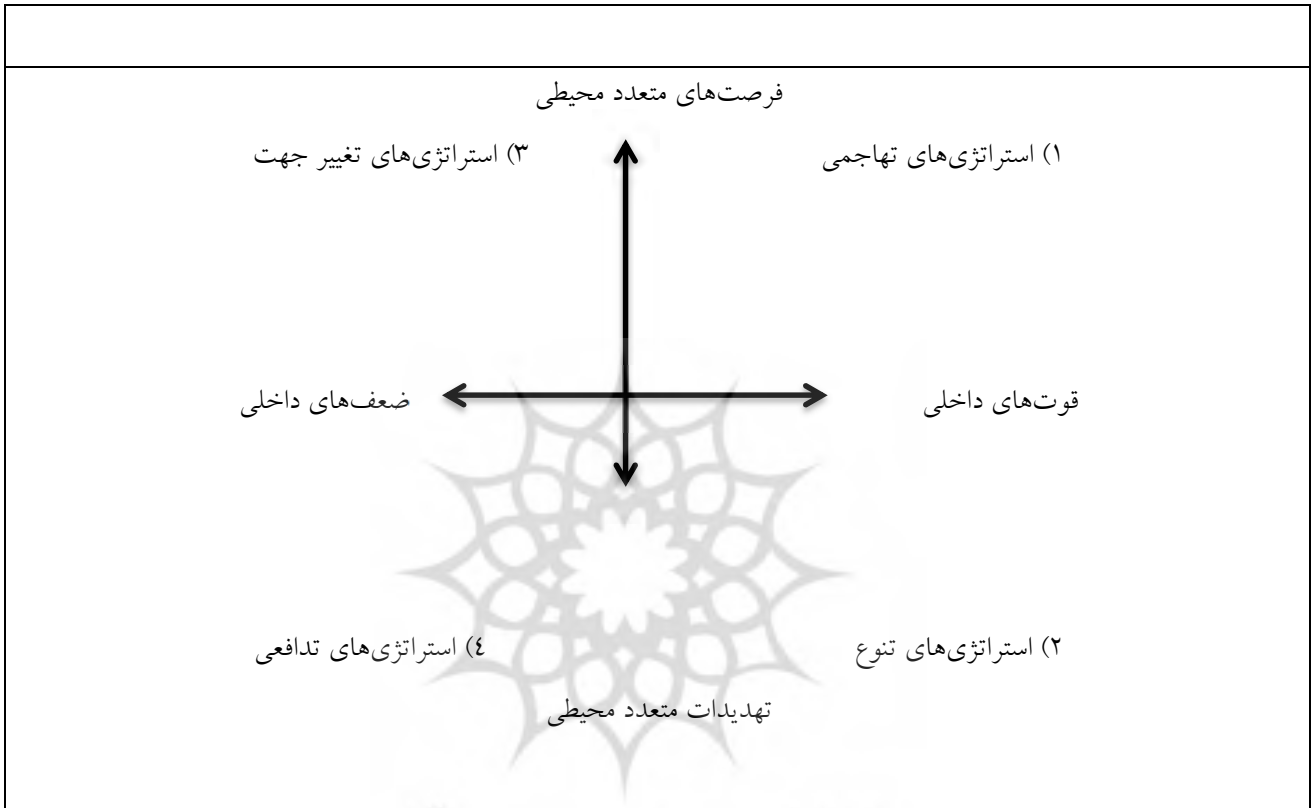 فرصت‌های متعدد محیطی
۱) استراتژی‌های تهاجمی
۳) استراتژی‌های تغییر جهت
قوت‌های داخلی
ضعف‌های داخلی
۲) استراتژی‌های تنوع
٤) استراتژی‌های تدافعی
تهدیدات متعدد محیطی